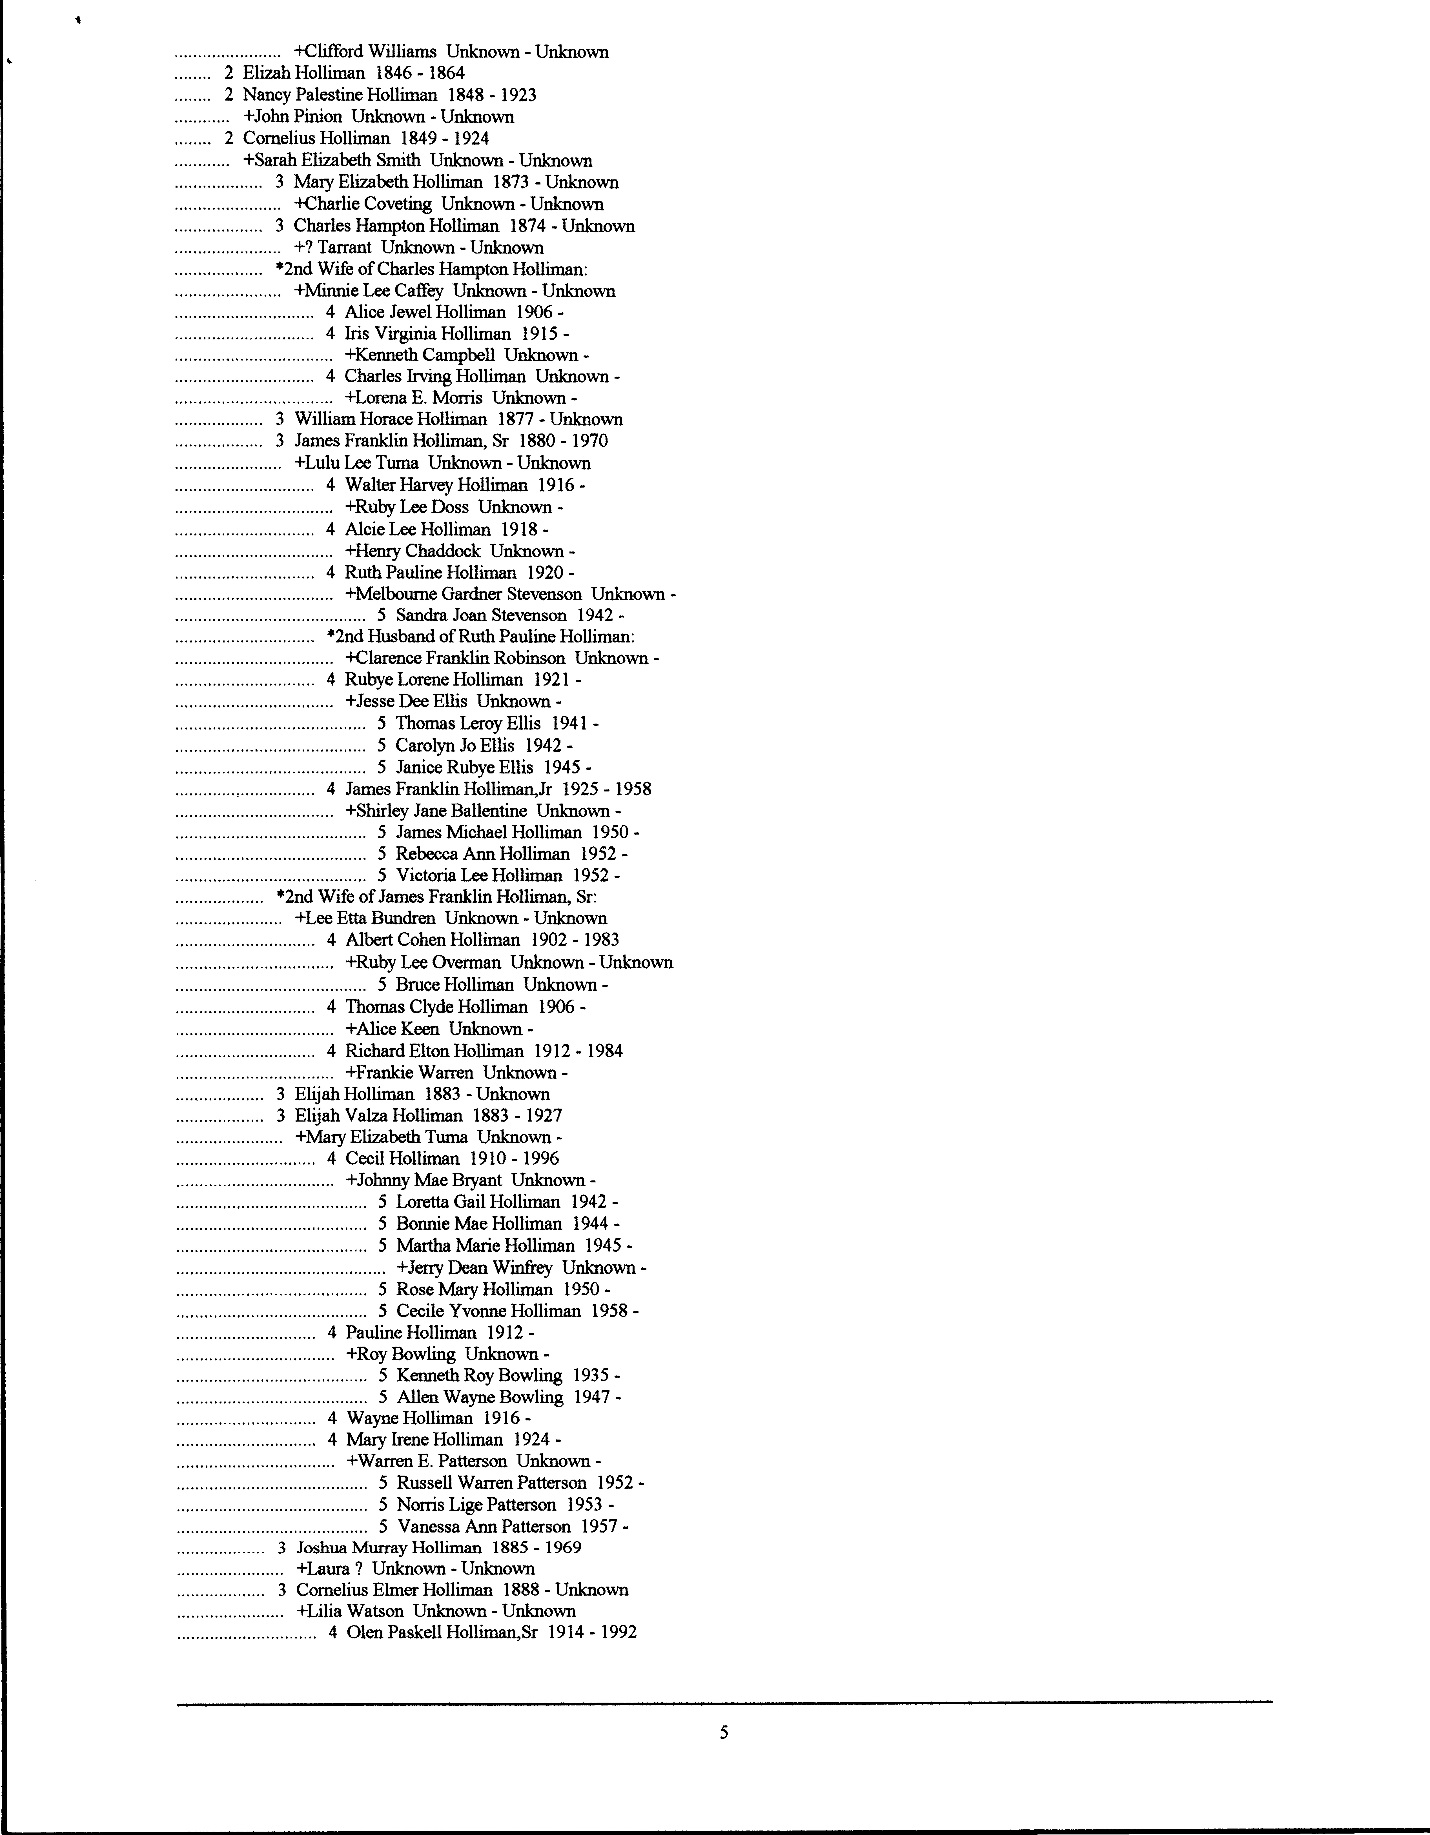 ...................... +Clifford Williams Unknown - Unknown
........ 2 Elizah Holliman 1846 - 1864
........ 2 Nancy Palestine Holliman 1848 - 1923
........... +John Pinion Unknown - Unknown
........ 2 Cornelius Holliman 1849 - 1924
........... +Sarah Elizabeth Smith Unknown - Unknown
.................. 3 Mary Elizabeth Holliman 1873 - Unknown
...................... +Charlie Coveting Unknown - Unknown
.................. 3 Charles Hampton Holliman 1874 - Unknown
...................... +? Tarrant Unknown - Unknown
.................. *2nd Wife of Charles Hampton Holliman:
...................... +Minnie Lee Caffey Unknown - Unknown
............................ 4 Alice Jewel Holliman 1906 -
............................ 4 Iris Virginia Holliman 1915 -
................................ +Kenneth Campbell Unknown -
............................ 4 Charles Irving Holliman Unknown -
................................ +Lorena E. Morris Unknown -
.................. 3 William Horace Holliman 1877 - Unknown
.................. 3 James Franklin Holliman, Sr 1880 - 1970
...................... +Lulu Lee Tuma Unknown - Unknown
............................ 4 Walter Harvey Holliman 1916 -
................................ +Ruby Lee Doss Unknown -
............................ 4 Alcie Lee Holliman 1918 -
................................ +Henry Chaddock Unknown -
............................ 4 Ruth Pauline Holliman 1920 -
................................ +Melbourne Gardner Stevenson Unknown -
....................................... 5 Sandra Joan Stevenson 1942 -
............................ *2nd Husband of Ruth Pauline Holliman:
................................ +Clarence Franklin Robinson Unknown -
............................ 4 Rubye Lorene Holliman 1921 -
................................ +Jesse Dee Ellis Unknown -
....................................... 5 Thomas Leroy Ellis 1941 -
....................................... 5 Carolyn Jo Ellis 1942 -
....................................... 5 Janice Rubye Ellis 1945 -
............................ 4 James Franklin Holliman,Jr 1925 - 1958
................................ +Shirley Jane Ballentine Unknown -
....................................... 5 James Michael Holliman 1950 -
....................................... 5 Rebecca Ann Holliman 1952 -
....................................... 5 Victoria Lee Holliman 1952 -
.................. *2nd Wife of James Franklin Holliman, Sr:
...................... +Lee Etta Bundren Unknown - Unknown
............................ 4 Albert Cohen Holliman 1902 - 1983
................................ +Ruby Lee Overman Unknown - Unknown
....................................... 5 Bruce Holliman Unknown -
............................ 4 Thomas Clyde Holliman 1906 -
................................ +Alice Keen Unknown -
............................ 4 Richard Elton Holliman 1912 - 1984
................................ +Frankie Warren Unknown -
.................. 3 Elijah Holliman 1883 - Unknown
.................. 3 Elijah Valza Holliman 1883 - 1927
...................... +Mary Elizabeth Tuma Unknown -
............................ 4 Cecil Holliman 1910 - 1996
................................ +Johnny Mae Bryant Unknown -
....................................... 5 Loretta Gail Holliman 1942 -
....................................... 5 Bonnie Mae Holliman 1944 -
....................................... 5 Martha Marie Holliman 1945 -
........................................... +Jerry Dean Winfrey Unknown -
....................................... 5 Rose Mary Holliman 1950 -
....................................... 5 Cecile Yvonne Holliman 1958 -
............................ 4 Pauline Holliman 1912 -
................................ +Roy Bowling Unknown -
....................................... 5 Kenneth Roy Bowling 1935 -
....................................... 5 Allen Wayne Bowling 1947 -
............................ 4 Wayne Holliman 1916 -
............................ 4 Mary Irene Holliman 1924 -
................................ +Warren E. Patterson Unknown -
....................................... 5 Russell Warren Patterson 1952 -
....................................... 5 Norris Lige Patterson 1953 -
....................................... 5 Vanessa Ann Patterson 1957 -
.................. 3 Joshua Murray Holliman 1885 - 1969
...................... +Laura ? Unknown - Unknown
.................. 3 Cornelius Elmer Holliman 1888 - Unknown
...................... +Lilia Watson Unknown - Unknown
............................ 4 Olen Paskell Holliman,Sr 1914 - 1992
5